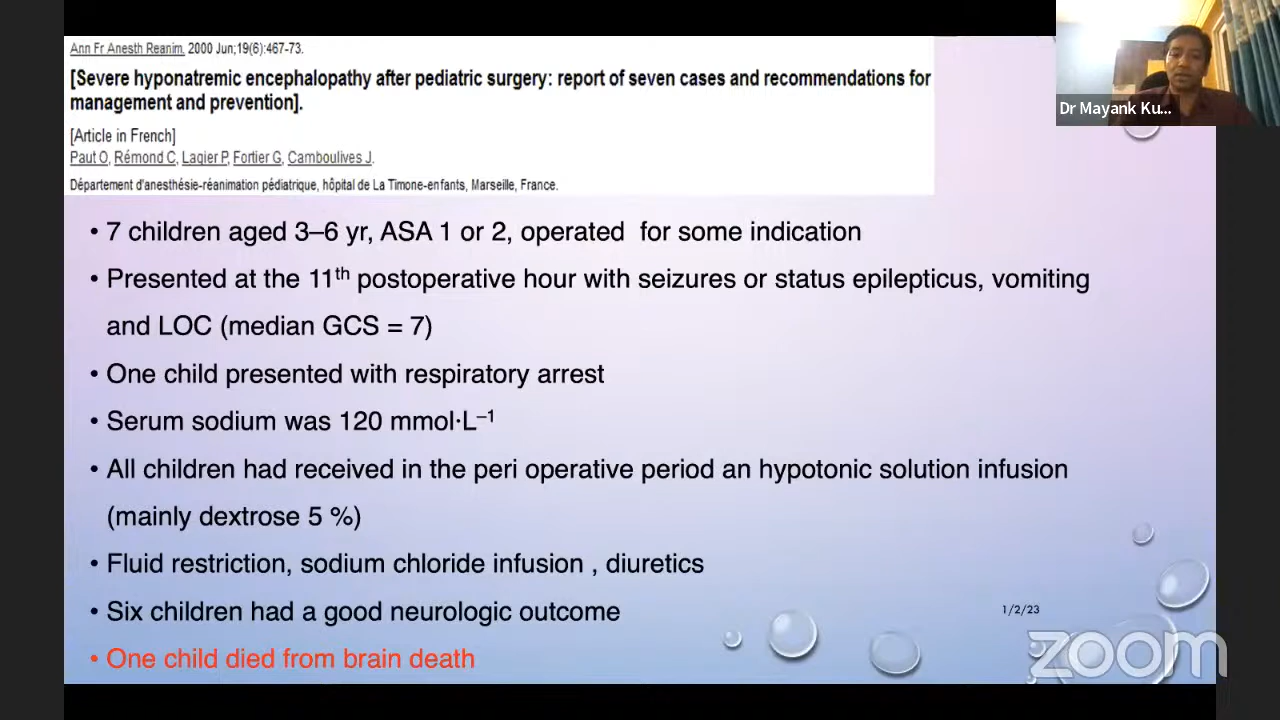 Ann Fr Anesth Reanim. 2000 Jun;19(6):467-73.
[Severe hyponatremic encephalopathy after pediatric surgery: report of seven cases and recommendations for
management and prevention].
[Article in French]
Paut O, Rémond C, Lagier P, Fortier G, Camboulives J.
Département d'anesthésie-réanimation pédiatrique, hôpital de La Timone-enfants, Marseille, France.
Dr Mayank Ku...
• 7 children aged 3–6 yr, ASA 1 or 2, operated for some indication
• Presented at the 11th postoperative hour with seizures or status epilepticus, vomiting
and LOC (median GCS = 7)
• One child presented with respiratory arrest
• Serum sodium was 120 mmol·L–1
• All children had received in the peri operative period an hypotonic solution infusion
(mainly dextrose 5 %)
• Fluid restriction, sodium chloride infusion , diuretics
• Six children had a good neurologic outcome
1/2/23
• One child died from brain death
zoom